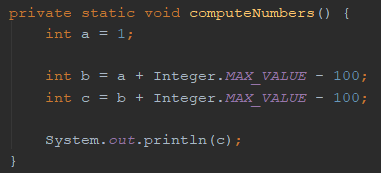 private static void computeNumbers() {
    int a = 1;

    int b = a + Integer.MAX_VALUE - 100;
    int c = b + Integer.MAX_VALUE - 100;

    System.out.println(c);
}